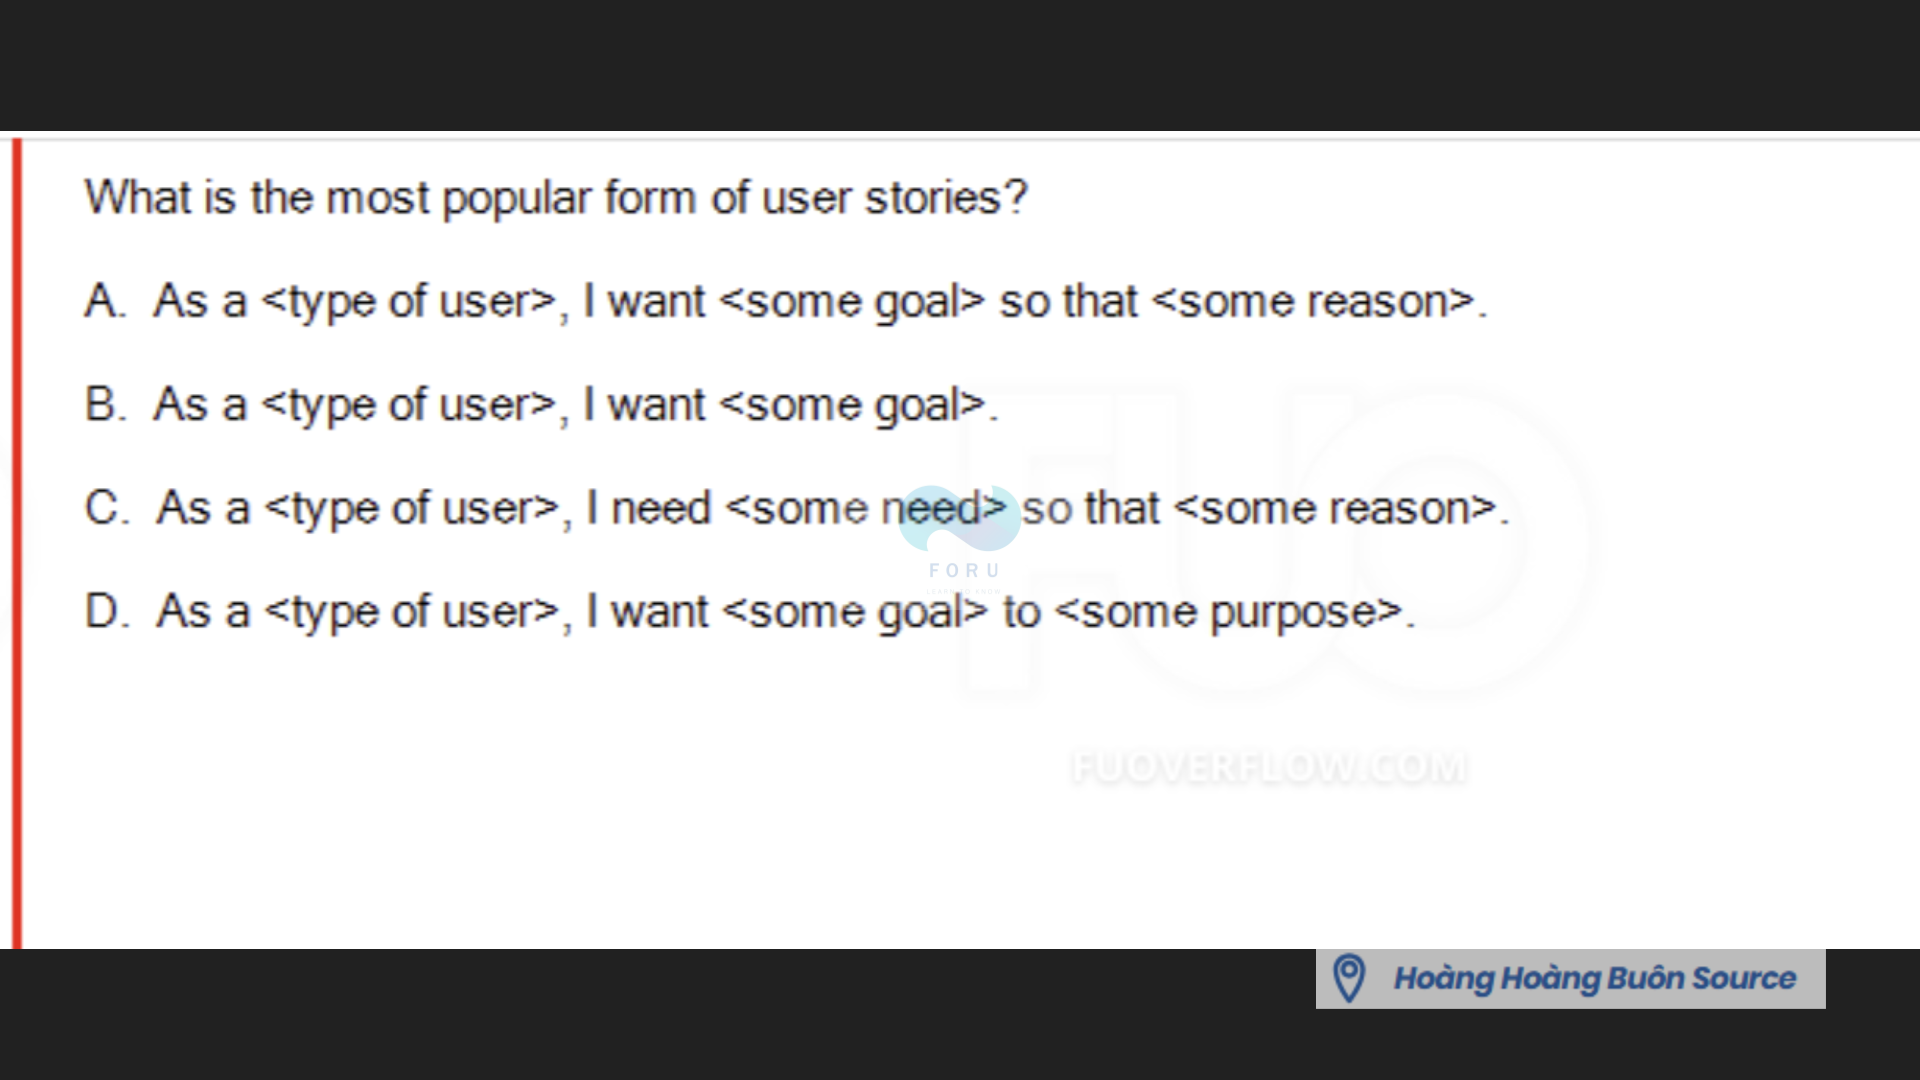 What is the most popular form of user stories?
A. As a <type of user>, I want <some goal> so that <some reason>.
B. As a <type of user>, I want <some goal>.
C. As a <type of user>, I need <some need> so that <some reason>.
FORU
D. As a <type of user>, I want <some goal> to <some purpose>.
FUO
FUOVERFLOW.COM
Hoàng Hoàng Buôn Source